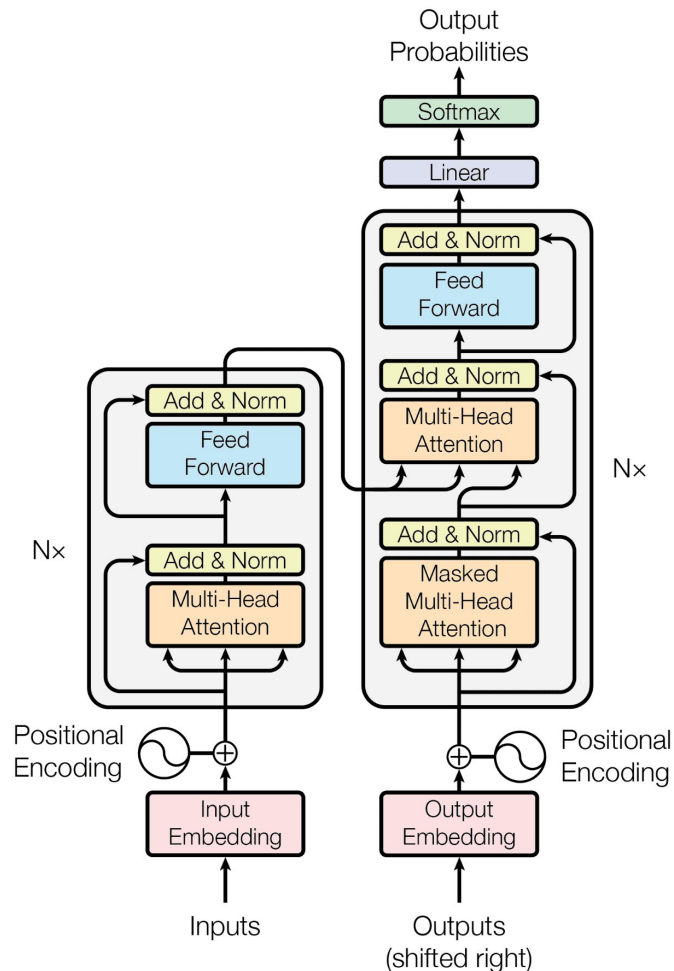 Output
Probabilities
Softmax
Linear
Add & Norm
Feed
Forward
Add & Norm
Multi-Head
Attention
Add & Norm
Masked
Multi-Head
Attention
Nx
Add & Norm
Feed
Forward
Add & Norm
Multi-Head
Attention
N×
Positional
Encoding
Positional
Encoding
Input
Embedding
Output
Embedding
Inputs
Outputs
(shifted right)